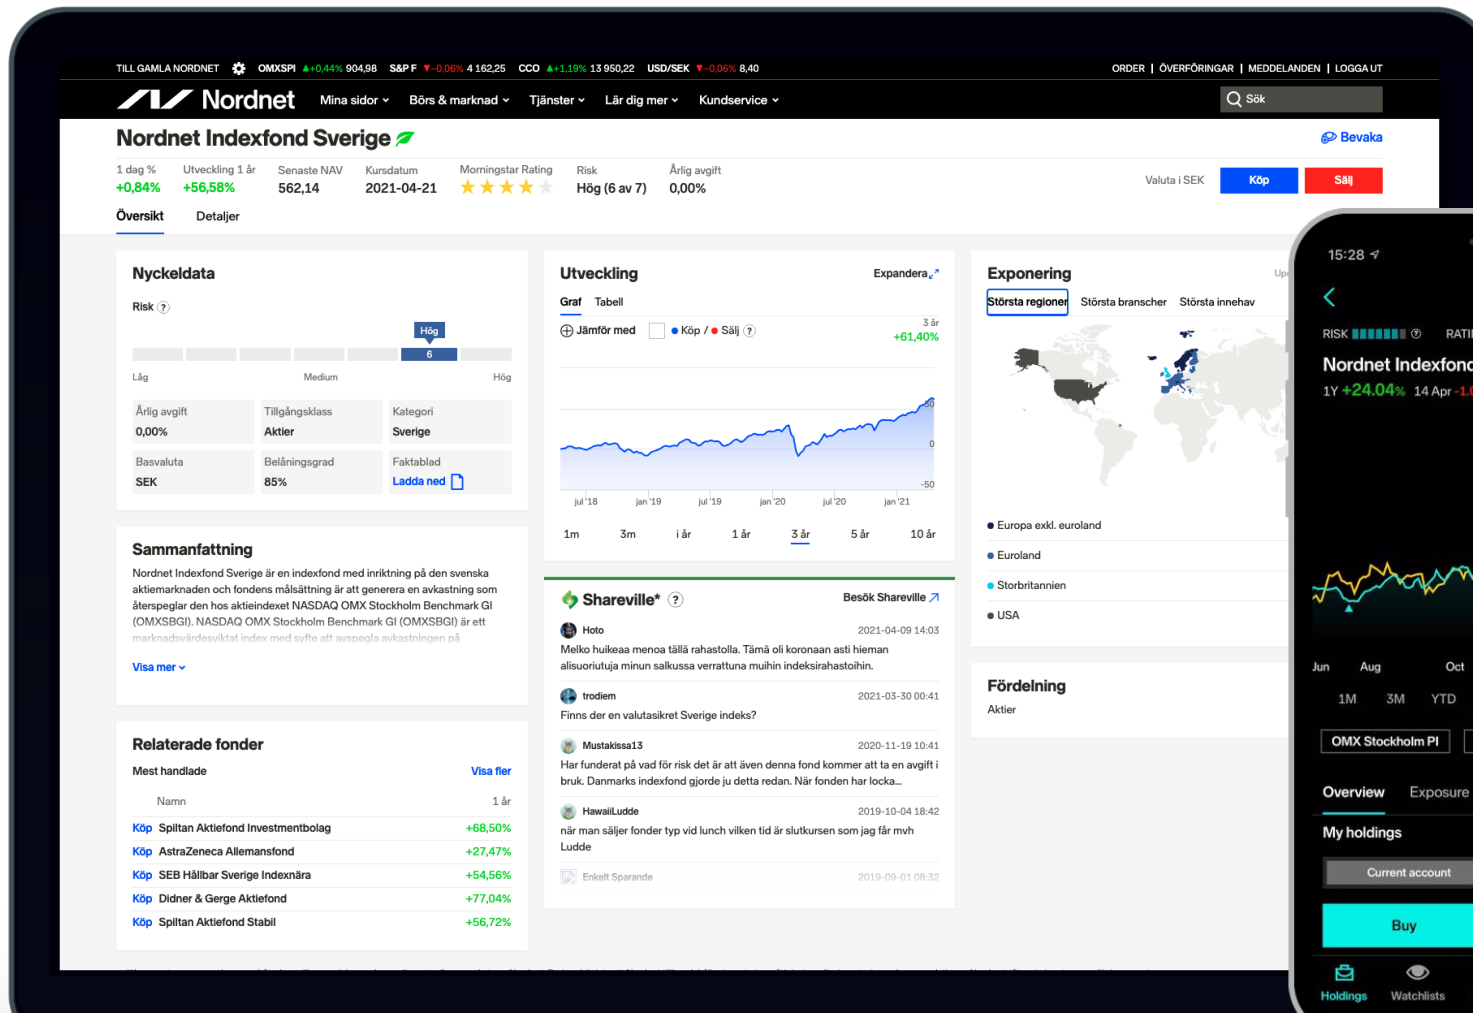 TILL GAMLA NORDNET OMXSPI ▲+0,44% 904,98 S&P F ▼-0,06% 4 162,25 CCO ▲+1,19% 13 950,22 USD/SEK ▼-0,06% 8,40 ORDER | ÖVERFÖRINGAR | MEDDELANDEN | LOGGA UT
Nordnet Mina sidor Börs & marknad Tjänster Lär dig mer Kundservice Sök
Nordnet Indexfond Sverige Bevaka
1 dag % Utveckling 1 år Senaste NAV Kursdatum Morningstar Rating Risk Årlig avgift
+0,84% +56,58% 562,14 2021-04-21 Hög (6 av 7) 0,00% Valuta i SEK Köp Sälj
Översikt Detaljer
Nyckeldata
Risk ?
Hög
6
Låg Medium Hög
Årlig avgift Tillgångsklass Kategori
0,00% Aktier Sverige
Basvaluta Belåningsgrad Faktablad
SEK 85% Ladda ned
Sammanfattning
Nordnet Indexfond Sverige är en indexfond med inriktning på den svenska
aktiemarknaden och fondens målsättning är att generera en avkastning som
återspeglar den hos aktieindexet NASDAQ OMX Stockholm Benchmark GI
(OMXSBGI). NASDAQ OMX Stockholm Benchmark GI (OMXSBGI) är ett
marknadsvärdesviktat index med syfte att avspegla avkastningen på
Visa mer
Relaterade fonder
Mest handlade Visa fler
Namn 1 år
Köp Spiltan Aktiefond Investmentbolag +68,50%
Köp AstraZeneca Allemansfond +27,47%
Köp SEB Hållbar Sverige Indexnära +54,56%
Köp Didner & Gerge Aktiefond +77,04%
Köp Spiltan Aktiefond Stabil +56,72%
Utveckling Expandera
Graf Tabell
Jämför med Köp / Sälj ?
3 år
+61,40%
50
0
-50
jul '18 jan '19 jul '19 jan '20 jul '20 jan '21
1m 3m i år 1 år 3 år 5 år 10 år
Shareville* ? Besök Shareville
Hoto 2021-04-09 14:03
Melko huikeaa menoa tällä rahastolla. Tämä oli koronaan asti hieman
alisuoriutuja minun salkussa verrattuna muihin indeksirahastoihin.
trodiem 2021-03-30 00:41
Finns der en valutasikret Sverige indeks?
Mustakissa13 2020-11-19 10:41
Har funderat på vad för risk det är att även denna fond kommer att ta en avgift i
bruk. Danmarks indexfond gjorde ju detta redan. När fonden har locka...
HawaiiLudde 2019-10-04 18:42
när man säljer fonder typ vid lunch vilken tid är slutkursen som jag får mvh
Ludde
Enkelt Sparande 2019-09-01 08:32
Exponering
Största regioner Största branscher Största innehav
Europa exkl. euroland
Euroland
Storbritannien
USA
Fördelning
Aktier
15:28
RISK ?
Nordnet Indexfond
1Y +24.04% 14 Apr
Jun Aug Oct
1M 3M YTD
OMX Stockholm PI
Overview Exposure
My holdings
Current account
Buy
Holdings Watchlists